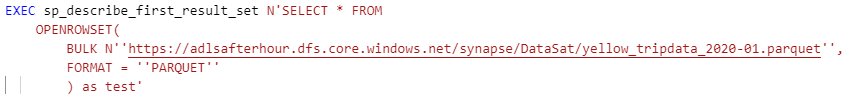 EXEC sp_describe_first_result_set N'SELECT * FROM
OPENROWSET(
BULK N''https://adlsafterhour.dfs.core.windows.net/synapse/DataSat/yellow_tripdata_2020-01.parquet'',
FORMAT = ''PARQUET''
) as test'